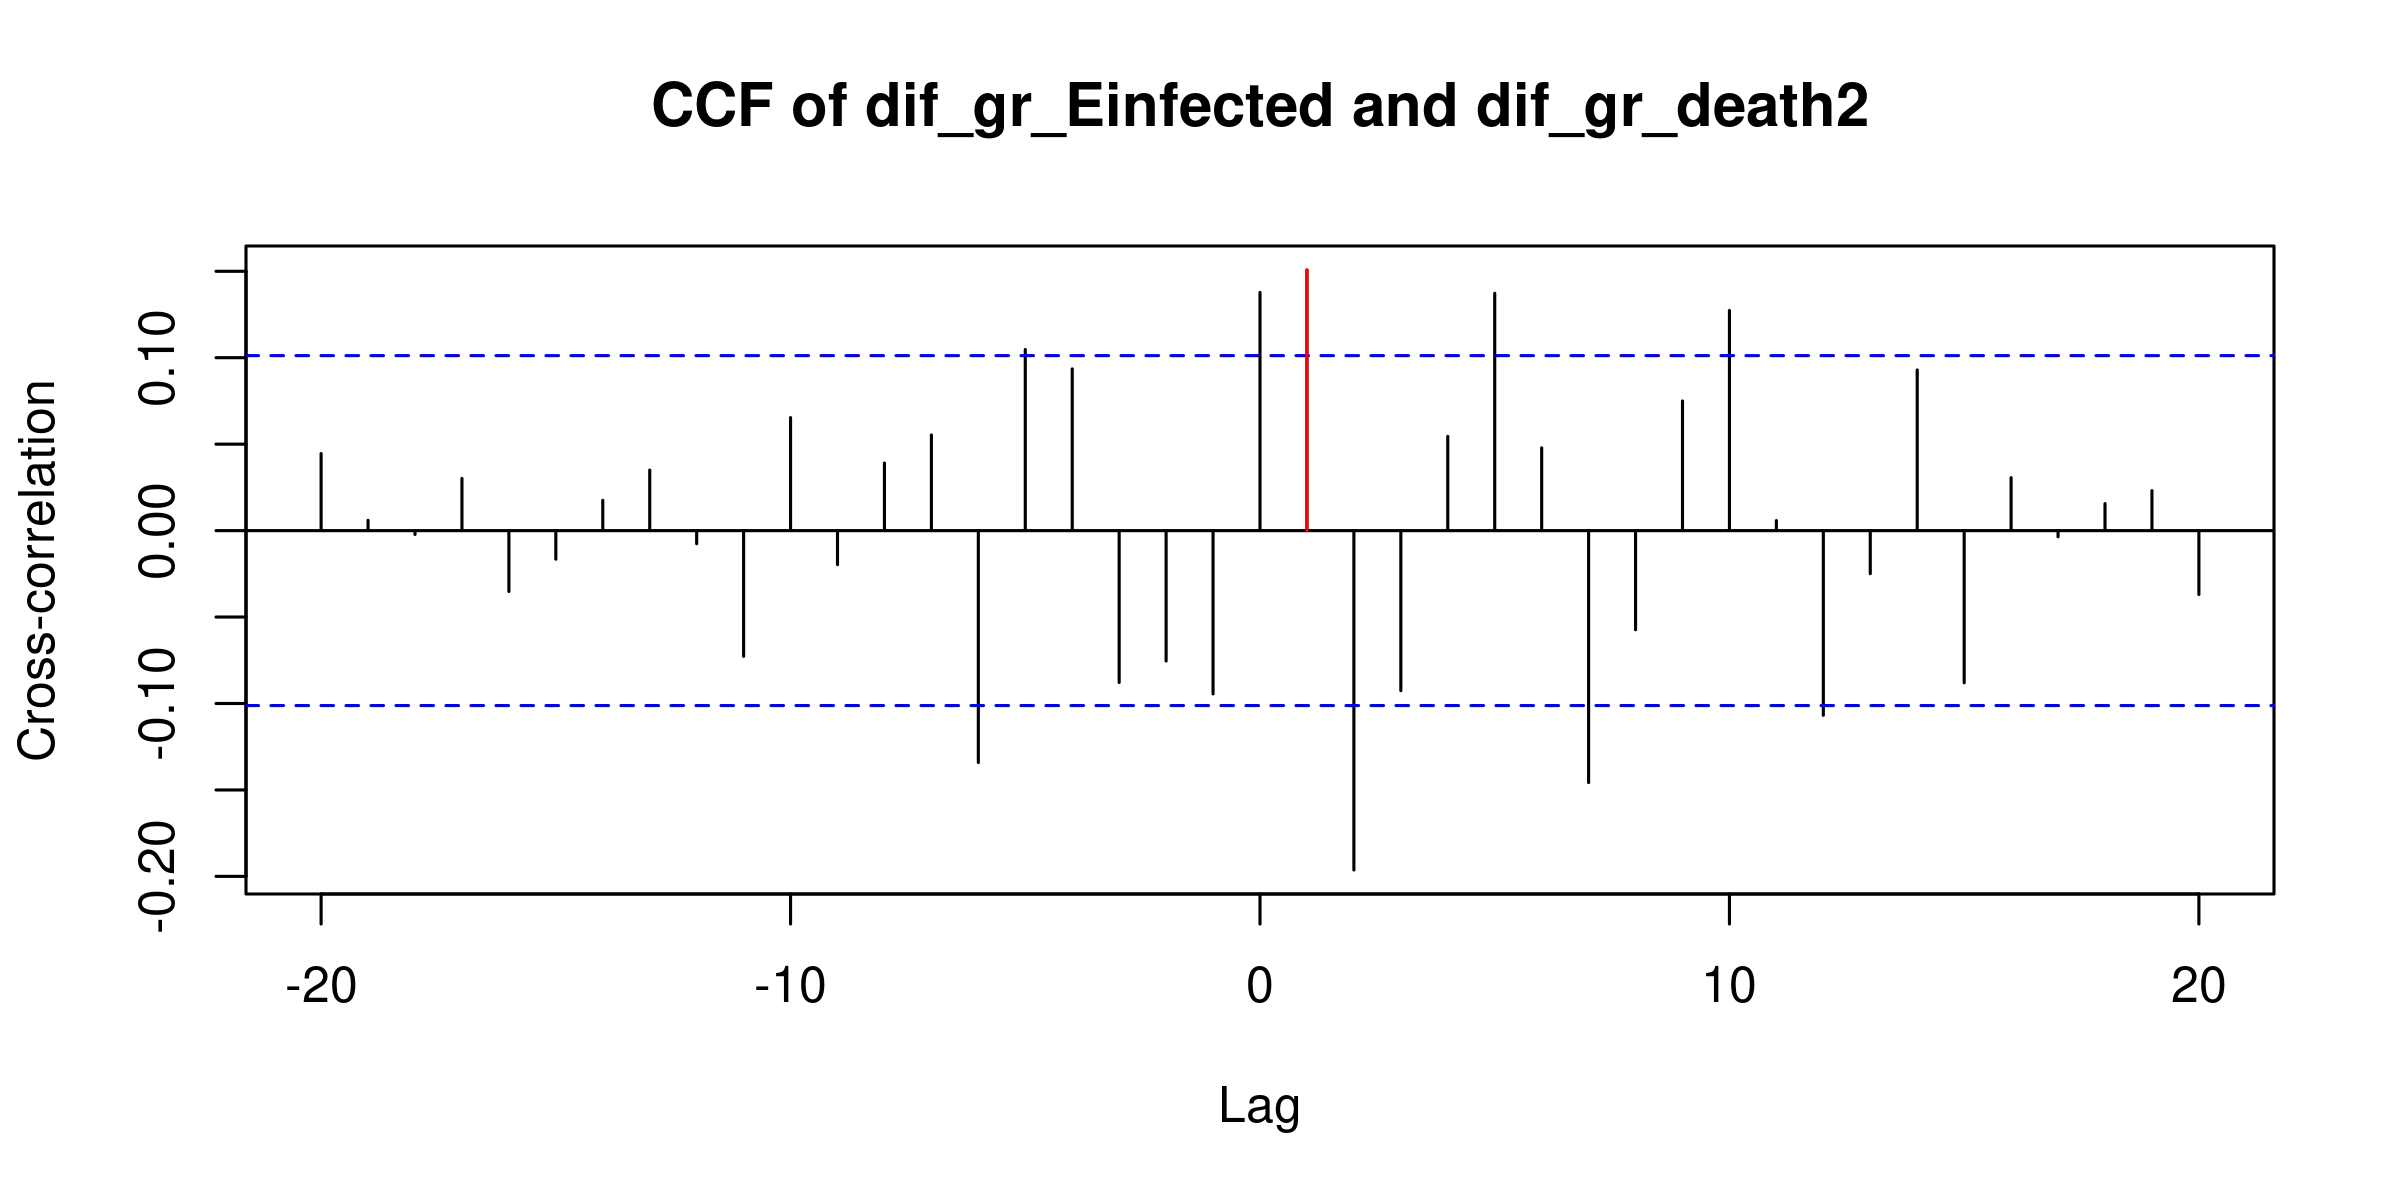 CCF of dif_gr_Einfected and dif_gr_death2
Cross-correlation
0.10
0.00
-0.10
-0.20
-20 -10 0 10 20
Lag